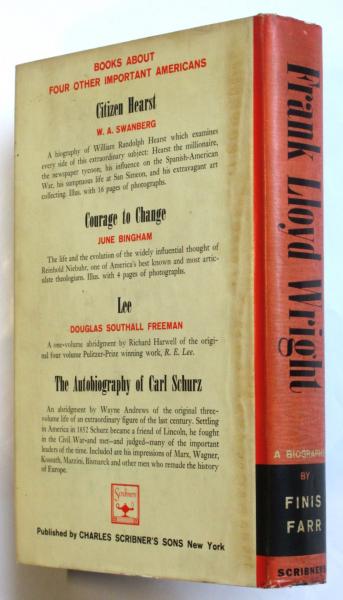 BOOKS ABOUT
FOUR OTHER IMPORTANT AMERICANS
Citizen Hearst
W. A. SWANBERG
A biography of William Randolph Hearst which examines
every side of this extraordinary subject: Hearst the millionaire,
the newspaper tycoon; his influence on the Spanish-American
War, his sumptuous life at San Simeon, and his extravagant art
collecting. Illus. with 16 pages of photographs.
Courage to Change
JUNE BINGHAM
The life and the evolution of the widely influential thought of
Reinhold Niebuhr, one of America's best known and most artic-
ulate theologians. Illus. with 4 pages of photographs.
Lee
DOUGLAS SOUTHALL FREEMAN
A one-volume abridgment by Richard Harwell of the origi-
nal four volume Pulitzer-Prize winning work, R. E. Lee.
The Autobiography of Carl Schurz
An abridgment by Wayne Andrews of the original three-
volume life of an extraordinary figure of the last century. Settling
in America in 1852 Schurz became a friend of Lincoln, he fought
in the Civil War-and met-and judged-many of the important
leaders of the time. Included are his impressions of Marx, Wagner,
Kossuth, Mazzini, Bismarck and other men who remade the history
of Europe.
Scribners
Published by CHARLES SCRIBNER'S SONS New York
Frank Lloyd Wright
A BIOGRAPHY
BY
FINIS
FARR
SCRIBNERS